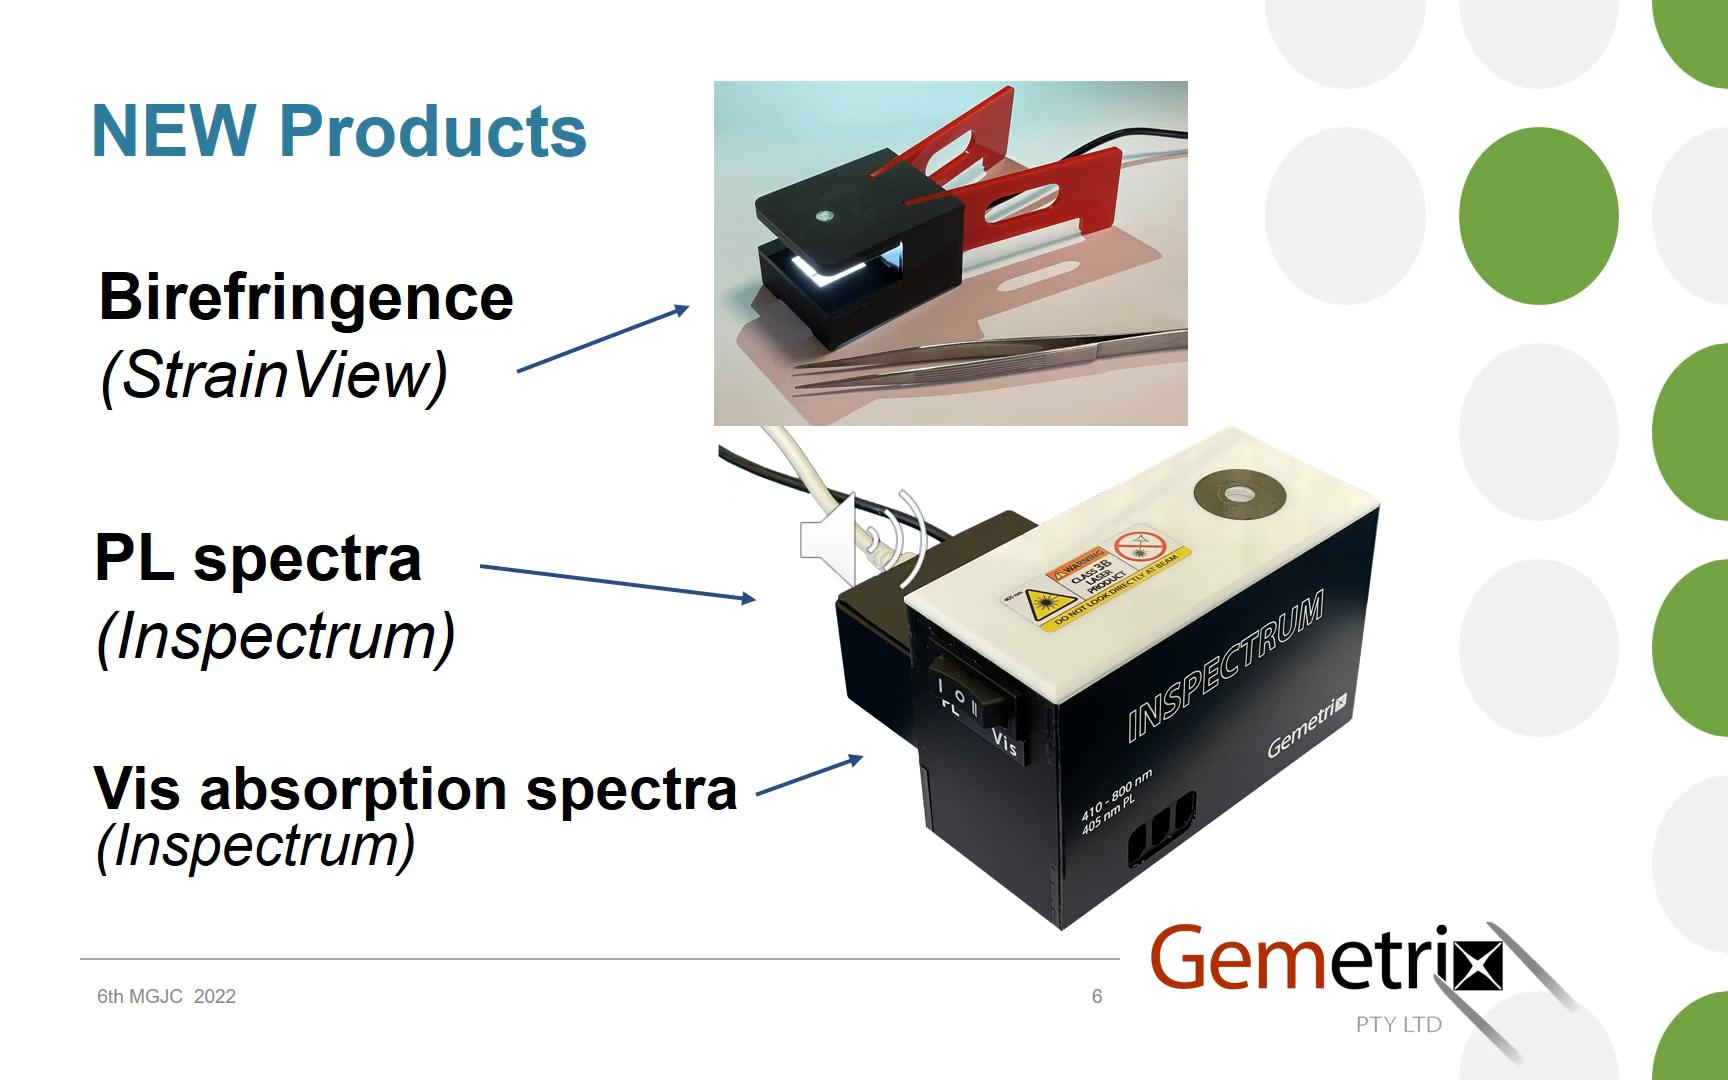 NEW Products
Birefringence
(StrainView)
PL spectra
(Inspectrum)
Vis absorption spectra
(Inspectrum)
405 nm
WARNING
CLASS 3B
LASER
PRODUCT
DO NOT LOOK DIRECTLY AT BEAM
I O II
PL
Vis
INSPECTRUM
Gemetrix
410 - 800 nm
405 nm PL
6th MGJC 2022
6
Gemetrix
PTY LTD